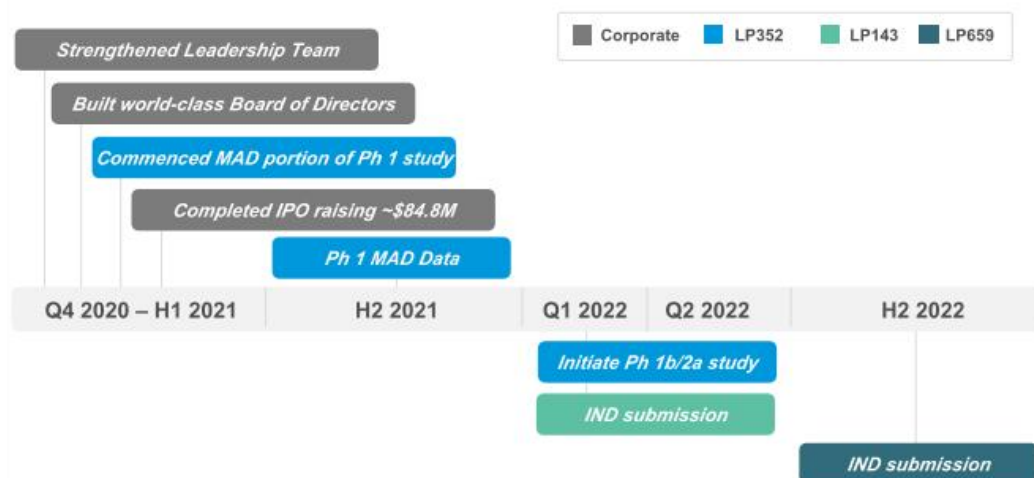 Corporate LP352 LP143 LP659
Strengthened Leadership Team
Built world-class Board of Directors
Commenced MAD portion of Ph 1 study
Completed IPO raising ~$84.8M
Ph 1 MAD Data
Q4 2020 – H1 2021 H2 2021 Q1 2022 Q2 2022 H2 2022
Initiate Ph 1b/2a study
IND submission
IND submission